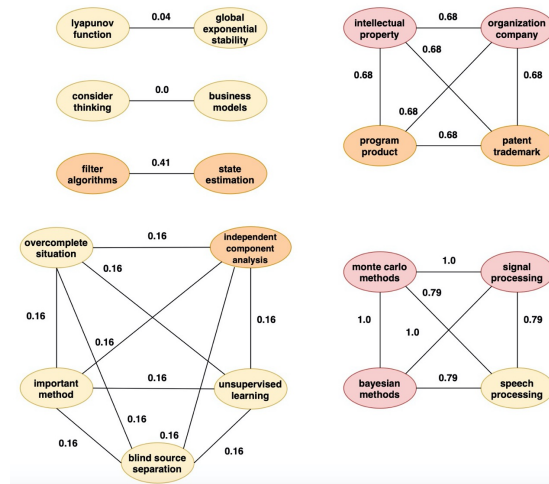 lyapunov
function
0.04
global
exponential
stability
consider
thinking
0.0
business
models
filter
algorithms
0.41
state
estimation
intellectual
property
0.68
organization
company
0.68
0.68
0.68
0.68
program
product
0.68
patent
trademark
overcomplete
situation
0.16
independent
component
analysis
0.16
0.16
0.16
0.16
important
method
0.16
unsupervised
learning
0.16
0.16
0.16
0.16
blind source
separation
monte carlo
methods
1.0
signal
processing
0.79
1.0
1.0
0.79
bayesian
methods
0.79
speech
processing